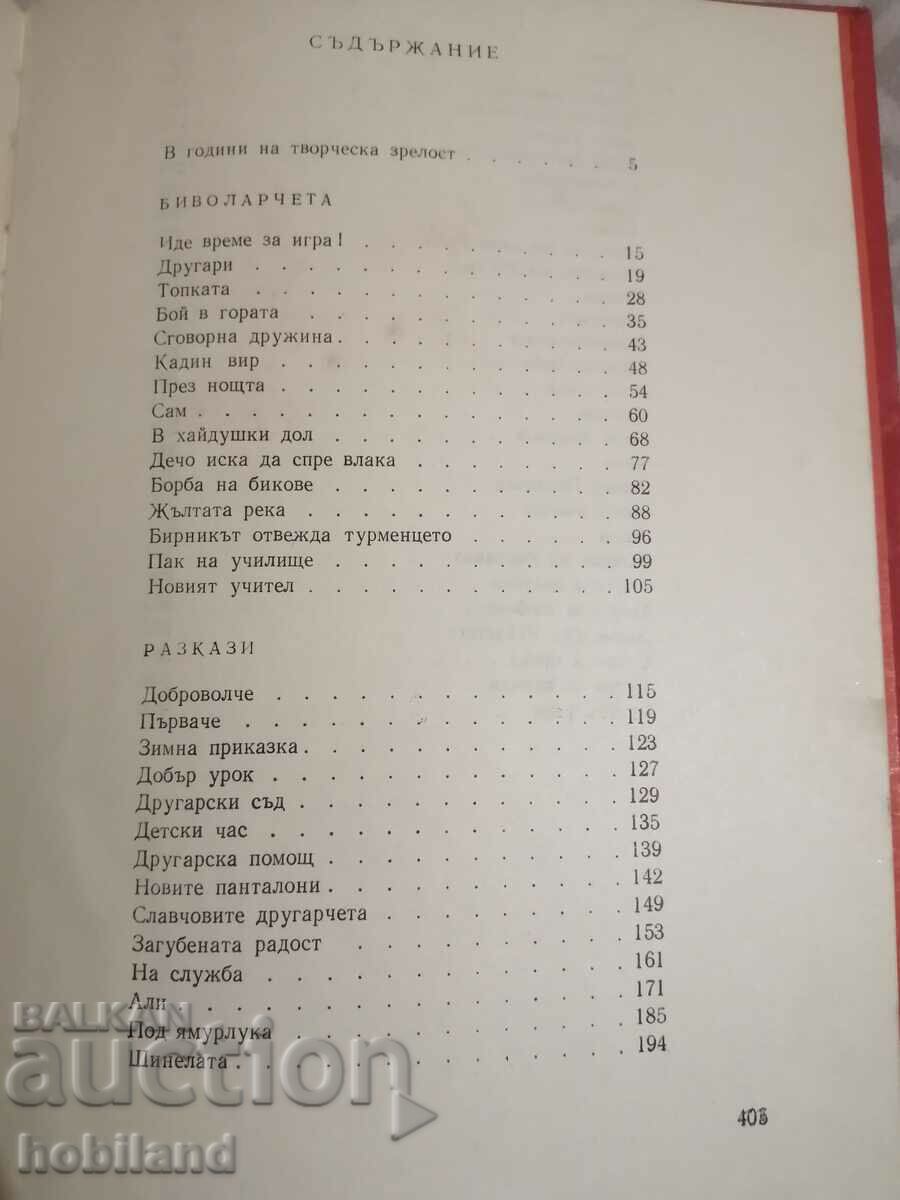 СЪДЪРЖАНИЕ
В години на творческа зрелост . . . . . . 5
БИВОЛАРЧЕТА
Иде време за игра! . . . . . . . . . . 15
Другари . . . . . . . . . . . . . 19
Топката . . . . . . . . . . . . . 28
Бой в гората . . . . . . . . . . . 35
Сговорна дружина . . . . . . . . . . 43
Кадин вир . . . . . . . . . . . . 48
През нощта . . . . . . . . . . . . 54
Сам . . . . . . . . . . . . . . 60
В хайдушки дол . . . . . . . . . . . 68
Дечо иска да спре влака . . . . . . . . 77
Борба на бикове . . . . . . . . . . . 82
Жълтата река . . . . . . . . . . . . 88
Бирникът отвежда турменцето . . . . . . 96
Пак на училище . . . . . . . . . . . 99
Новият учител . . . . . . . . . . . . 105
РАЗКАЗИ
Доброволче . . . . . . . . . . . . 115
Първаче . . . . . . . . . . . . . 119
Зимна приказка . . . . . . . . . . . 123
Добър урок . . . . . . . . . . . . 127
Другарски съд . . . . . . . . . . . 129
Детски час . . . . . . . . . . . . . 135
Другарска помощ . . . . . . . . . . 139
Новите панталони . . . . . . . . . . 142
Славчовите другарчета . . . . . . . . 149
Загубената радост . . . . . . . . . . 153
На служба . . . . . . . . . . . . 161
Али . . . . . . . . . . . . . . . 171
Под ямурлука . . . . . . . . . . . . 185
Шинелата . . . . . . . . . . . . . 194
BALKAN
auction
hobiland